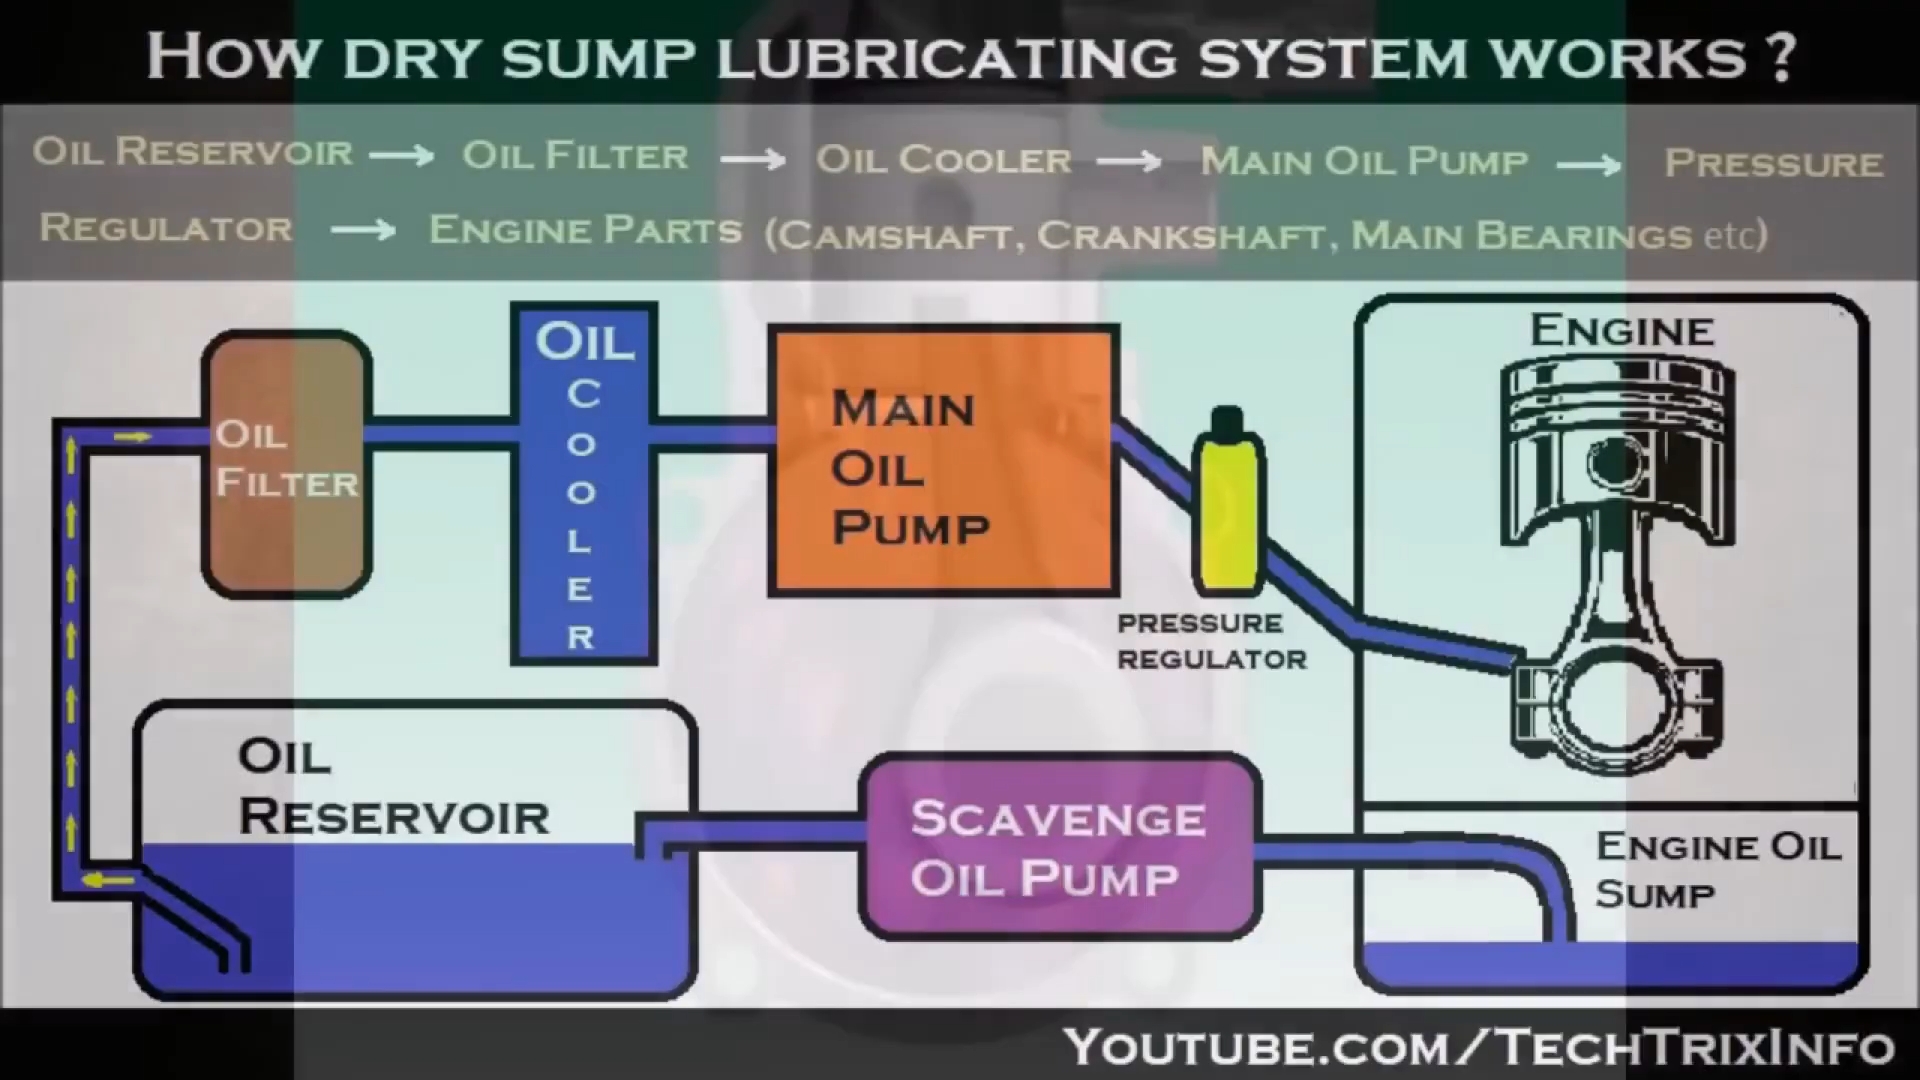 HOW DRY SUMP LUBRICATING SYSTEM WORKS ?
OIL RESERVOIR → OIL FILTER → OIL COOLER → MAIN OIL PUMP → PRESSURE
REGULATOR → ENGINE PARTS (CAMSHAFT, CRANKSHAFT, MAIN BEARINGS etc)
OIL
FILTER
OIL
COOLER
MAIN
OIL
PUMP
PRESSURE
REGULATOR
ENGINE
OIL
RESERVOIR
SCAVENGE
OIL PUMP
ENGINE OIL
SUMP
YOUTUBE.COM/TECHTRIXINFO